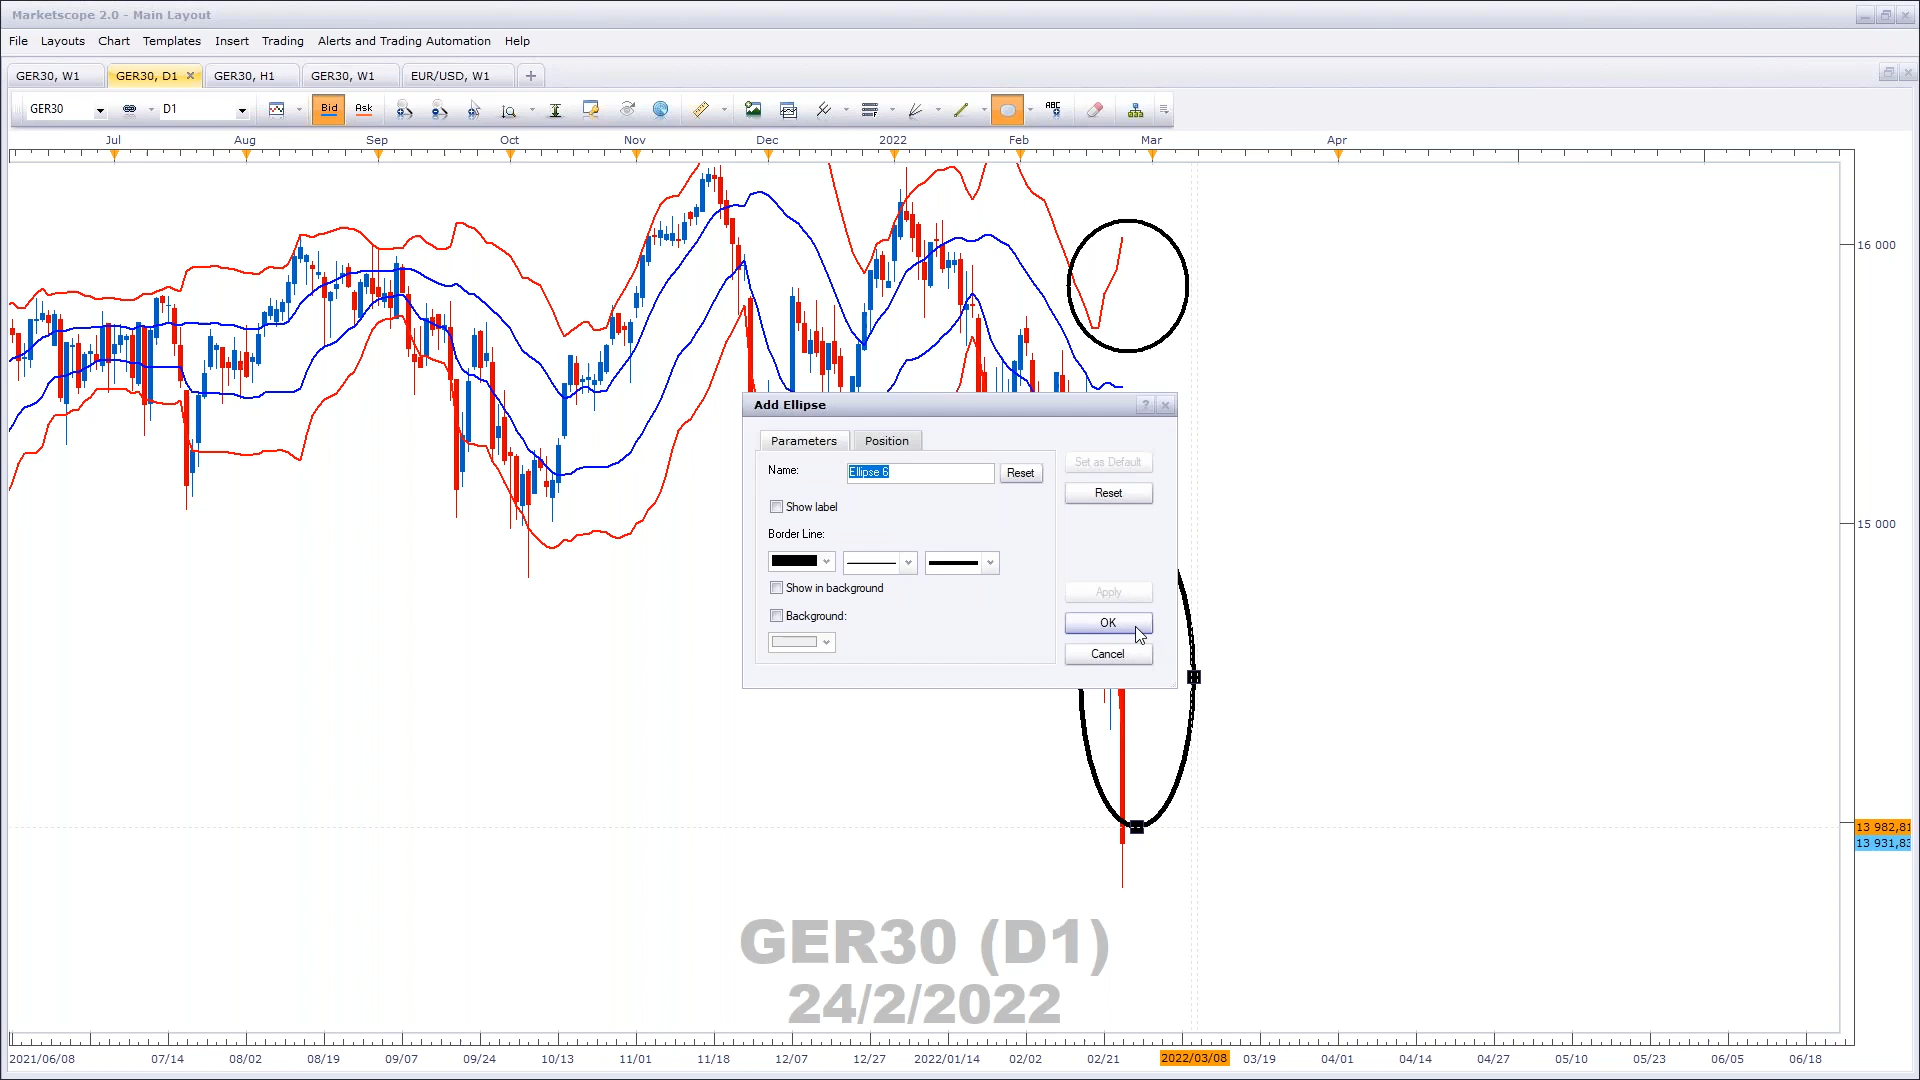 Marketscope 2.0 - Main Layout
File Layouts Chart Templates Insert Trading Alerts and Trading Automation Help
GER30, W1 GER30, D1 GER30, H1 GER30, W1 EUR/USD, W1
GER30 D1 Bid Ask ABC
Jul Aug Sep Oct Nov Dec 2022 Feb Mar Apr
16 000
Add Ellipse
Parameters Position
Name: Ellipse 6 Reset
Set as Default
Reset
Show label
Border Line:
Show in background
Background:
Apply
OK
Cancel
15 000
13 982,81
13 931,83
GER30 (D1)
24/2/2022
2021/06/08 07/14 08/02 08/19 09/07 09/24 10/13 11/01 11/18 12/07 12/27 2022/01/14 02/02 02/21 2022/03/08 03/19 04/01 04/14 04/27 05/10 05/23 06/05 06/18